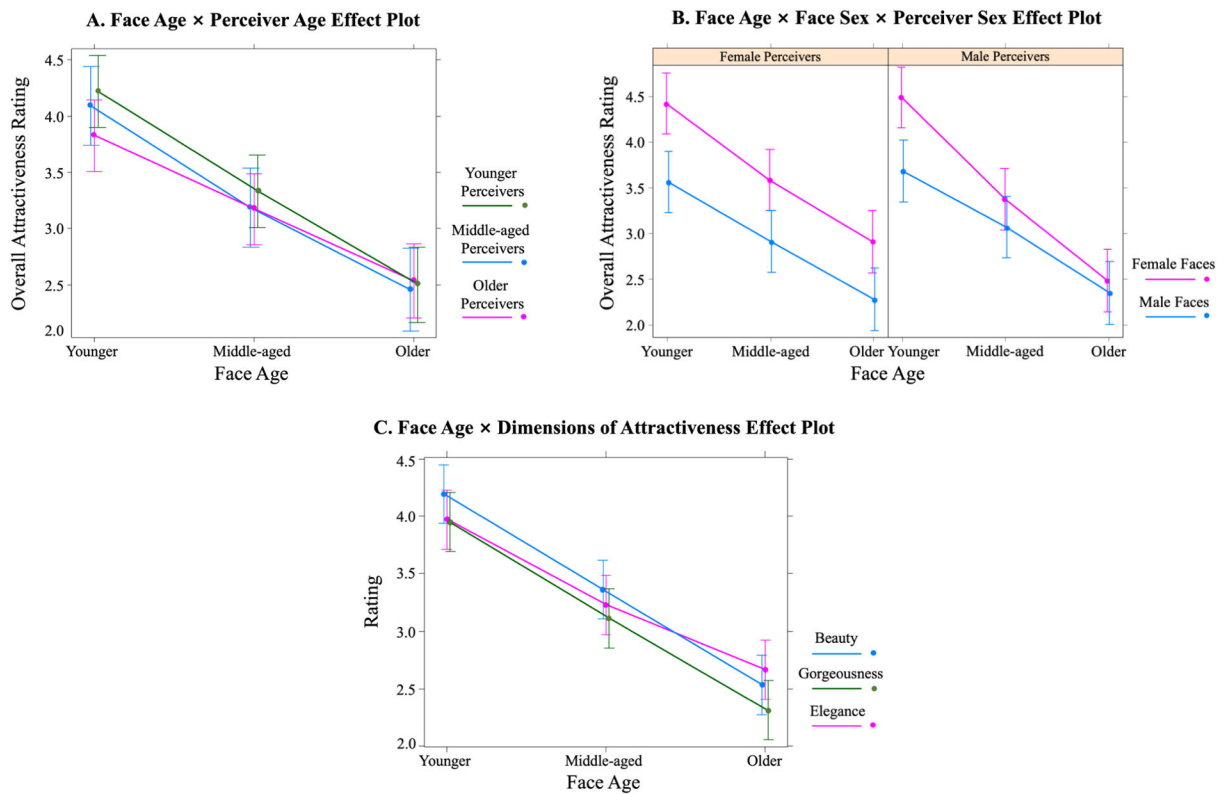 A. Face Age × Perceiver Age Effect Plot
Overall Attractiveness Rating
4.5
4.0
3.5
3.0
2.5
2.0
Younger Middle-aged Older
Face Age
Younger
Perceivers
Middle-aged
Perceivers
Older
Perceivers
B. Face Age × Face Sex × Perceiver Sex Effect Plot
Female Perceivers Male Perceivers
Overall Attractiveness Rating
4.5
4.0
3.5
3.0
2.5
2.0
Younger Middle-aged Older Younger Middle-aged Older
Face Age
Female Faces
Male Faces
C. Face Age × Dimensions of Attractiveness Effect Plot
Rating
4.5
4.0
3.5
3.0
2.5
2.0
Younger Middle-aged Older
Face Age
Beauty
Gorgeousness
Elegance